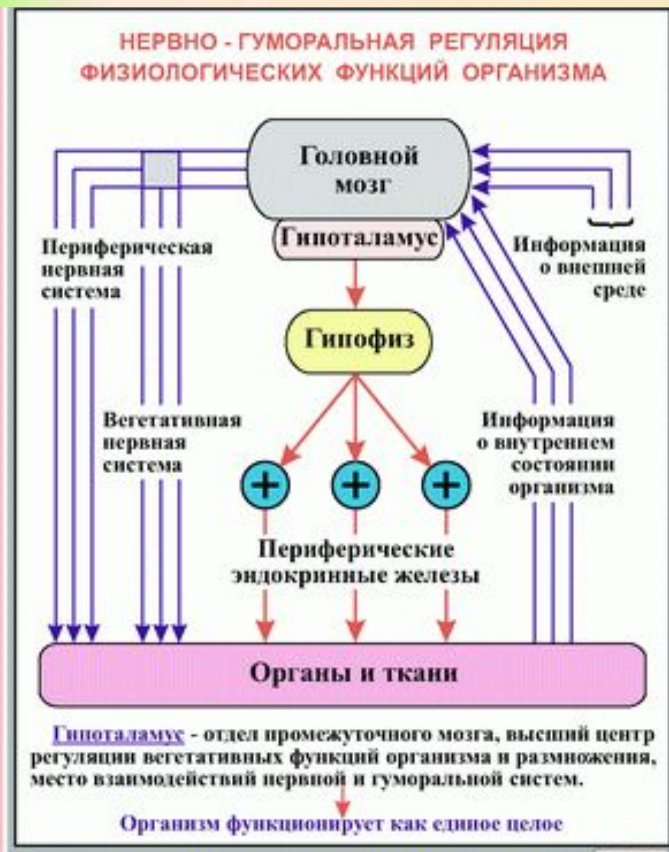 НЕРВНО - ГУМОРАЛЬНАЯ РЕГУЛЯЦИЯ
ФИЗИОЛОГИЧЕСКИХ ФУНКЦИЙ ОРГАНИЗМА
Головной
мозг
Гипоталамус
Периферическая
нервная
система
Информация
о внешней
среде
Гипофиз
Вегетативная
нервная
система
Информация
о внутреннем
состоянии
организма
+ + +
Периферические
эндокринные железы
Органы и ткани
Гипоталамус - отдел промежуточного мозга, высший центр
регуляции вегетативных функций организма и размножения,
место взаимодействий нервной и гуморальной систем.
Организм функционирует как единое целое